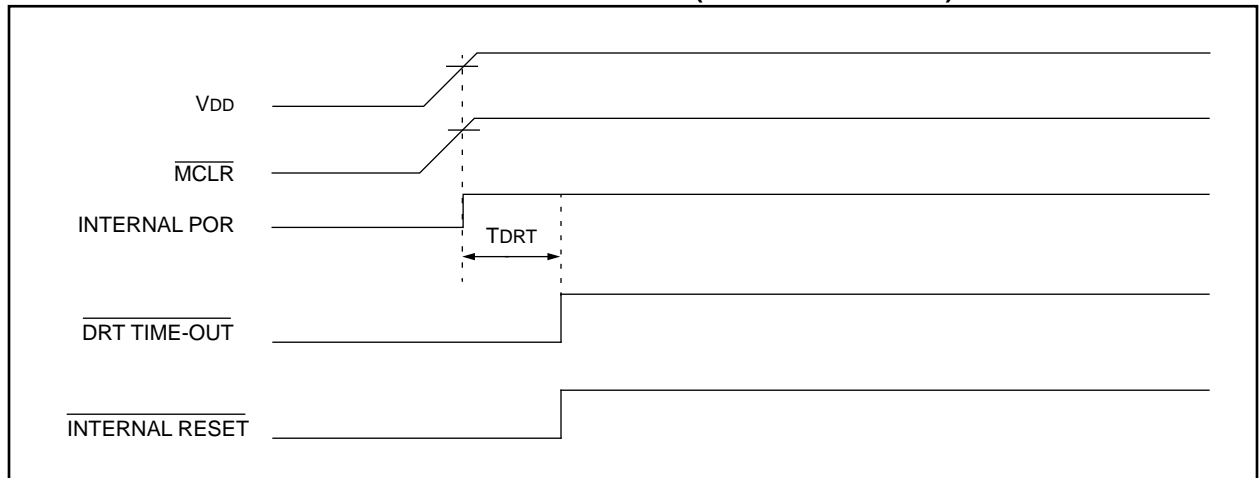 VDD
MCLR
INTERNAL POR
TDRT
DRT TIME-OUT
INTERNAL RESET